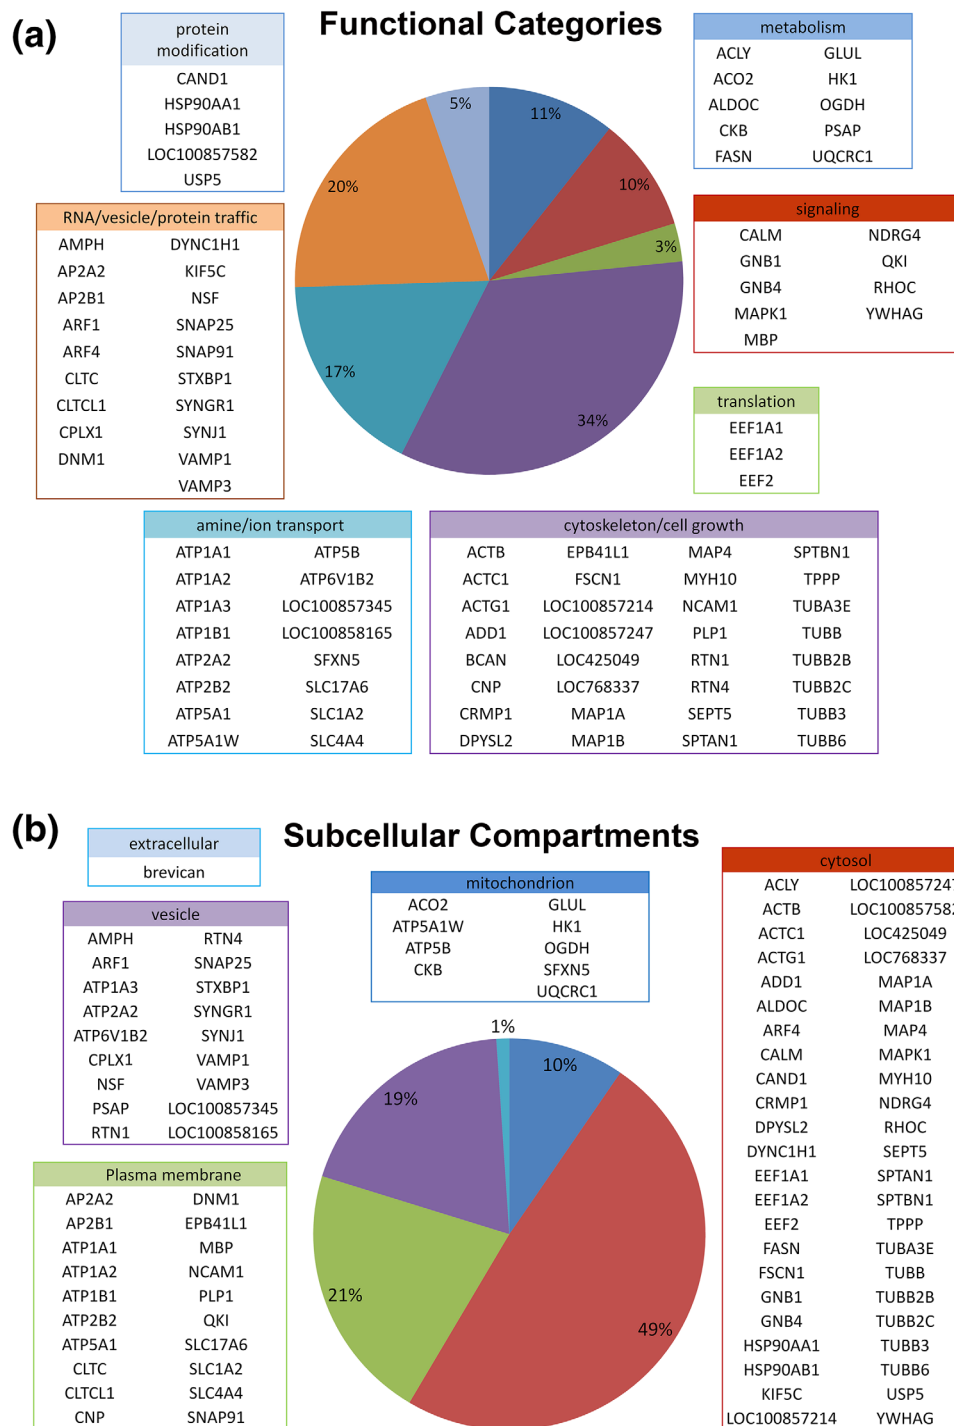 (a)
Functional Categories
protein
modification
CAND1
HSP90AA1
HSP90AB1
LOC100857582
USP5
metabolism
ACLY GLUL
ACO2 HK1
ALDOC OGDH
CKB PSAP
FASN UQCRC1
5%
11%
20%
10%
3%
17%
34%
RNA/vesicle/protein traffic
AMPH DYNC1H1
AP2A2 KIF5C
AP2B1 NSF
ARF1 SNAP25
ARF4 SNAP91
CLTC STXBP1
CLTCL1 SYNGR1
CPLX1 SYNJ1
DNM1 VAMP1
VAMP3
signaling
CALM NDRG4
GNB1 QKI
GNB4 RHOC
MAPK1 YWHAG
MBP
translation
EEF1A1
EEF1A2
EEF2
amine/ion transport
ATP1A1 ATP5B
ATP1A2 ATP6V1B2
ATP1A3 LOC100857345
ATP1B1 LOC100858165
ATP2A2 SFXN5
ATP2B2 SLC17A6
ATP5A1 SLC1A2
ATP5A1W SLC4A4
cytoskeleton/cell growth
ACTB EPB41L1 MAP4 SPTBN1
ACTC1 FSCN1 MYH10 TPPP
ACTG1 LOC100857214 NCAM1 TUBA3E
ADD1 LOC100857247 PLP1 TUBB
BCAN LOC425049 RTN1 TUBB2B
CNP LOC768337 RTN4 TUBB2C
CRMP1 MAP1A SEPT5 TUBB3
DPYSL2 MAP1B SPTAN1 TUBB6
(b)
Subcellular Compartments
extracellular
brevican
vesicle
AMPH RTN4
ARF1 SNAP25
ATP1A3 STXBP1
ATP2A2 SYNGR1
ATP6V1B2 SYNJ1
CPLX1 VAMP1
NSF VAMP3
PSAP LOC100857345
RTN1 LOC100858165
mitochondrion
ACO2 GLUL
ATP5A1W HK1
ATP5B OGDH
CKB SFXN5
UQCRC1
cytosol
ACLY LOC100857247
ACTB LOC100857582
ACTC1 LOC425049
ACTG1 LOC768337
ADD1 MAP1A
ALDOC MAP1B
ARF4 MAP4
CALM MAPK1
CAND1 MYH10
CRMP1 NDRG4
DPYSL2 RHOC
DYNC1H1 SEPT5
EEF1A1 SPTAN1
EEF1A2 SPTBN1
EEF2 TPPP
FASN TUBA3E
FSCN1 TUBB
GNB1 TUBB2B
GNB4 TUBB2C
HSP90AA1 TUBB3
HSP90AB1 TUBB6
KIF5C USP5
LOC100857214 YWHAG
1%
10%
19%
21%
49%
Plasma membrane
AP2A2 DNM1
AP2B1 EPB41L1
ATP1A1 MBP
ATP1A2 NCAM1
ATP1B1 PLP1
ATP2B2 QKI
ATP5A1 SLC17A6
CLTC SLC1A2
CLTCL1 SLC4A4
CNP SNAP91